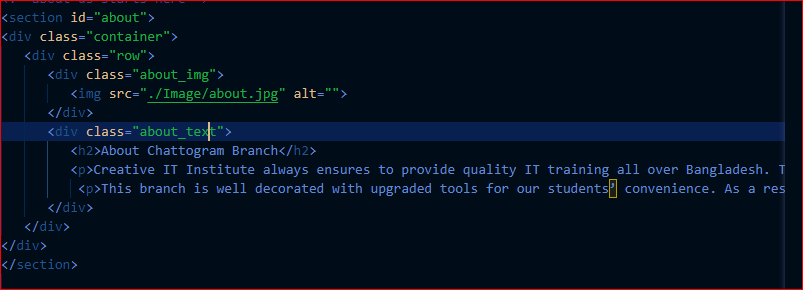 <section id="about">
<div class="container">
<div class="row">
<div class="about_img">
<img src="./Image/about.jpg" alt="">
</div>
<div class="about_text">
<h2>About Chattogram Branch</h2>
<p>Creative IT Institute always ensures to provide quality IT training all over Bangladesh. T
<p>This branch is well decorated with upgraded tools for our students’ convenience. As a res
</div>
</div>
</div>
</section>